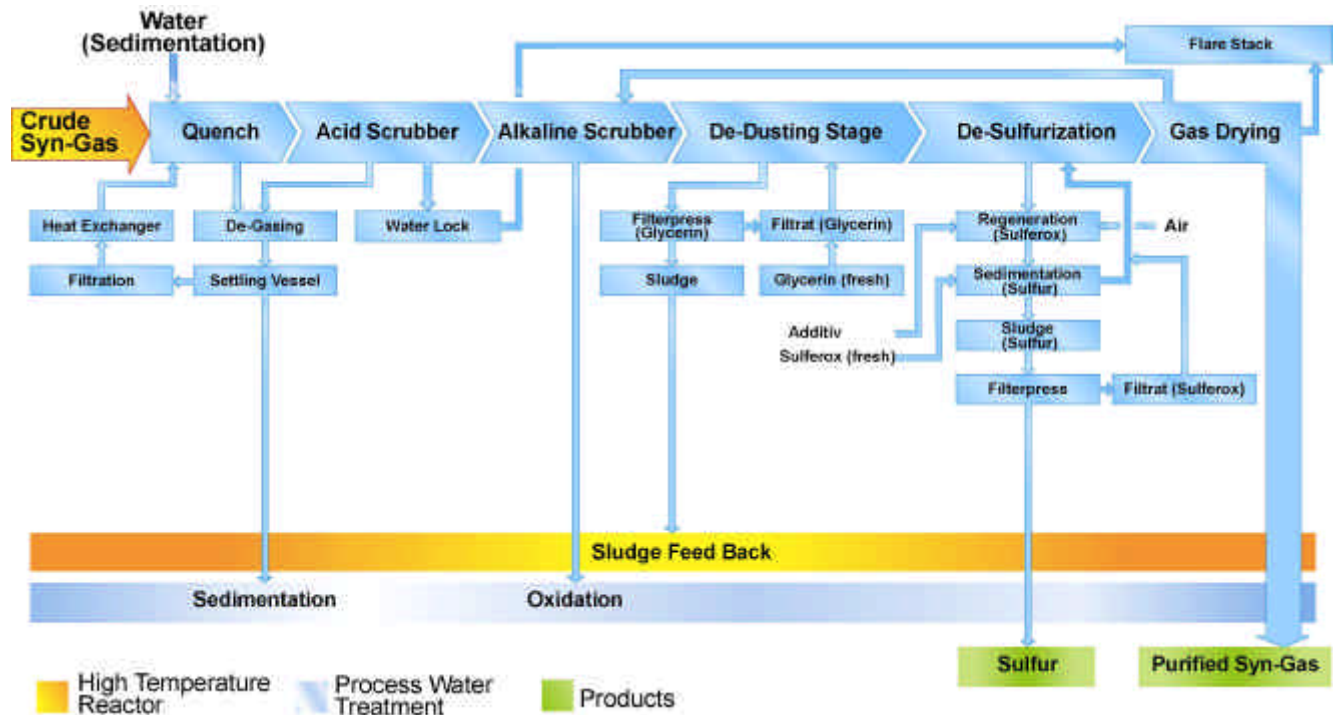 Water
(Sedimentation)
Flare Stack
Crude
Syn-Gas
Quench
Acid Scrubber
Alkaline Scrubber
De-Dusting Stage
De-Sulfurization
Gas Drying
Heat Exchanger
De-Gasing
Water Lock
Filterpress
(Glycerin)
Filtrat (Glycerin)
Regeneration
(Sulferox)
Air
Filtration
Settling Vessel
Sludge
Glycerin (fresh)
Sedimentation
(Sulfur)
Additiv
Sulferox (fresh)
Sludge
(Sulfur)
Filterpress
Filtrat (Sulferox)
Sludge Feed Back
Sedimentation
Oxidation
Sulfur
Purified Syn-Gas
High Temperature
Reactor
Process Water
Treatment
Products